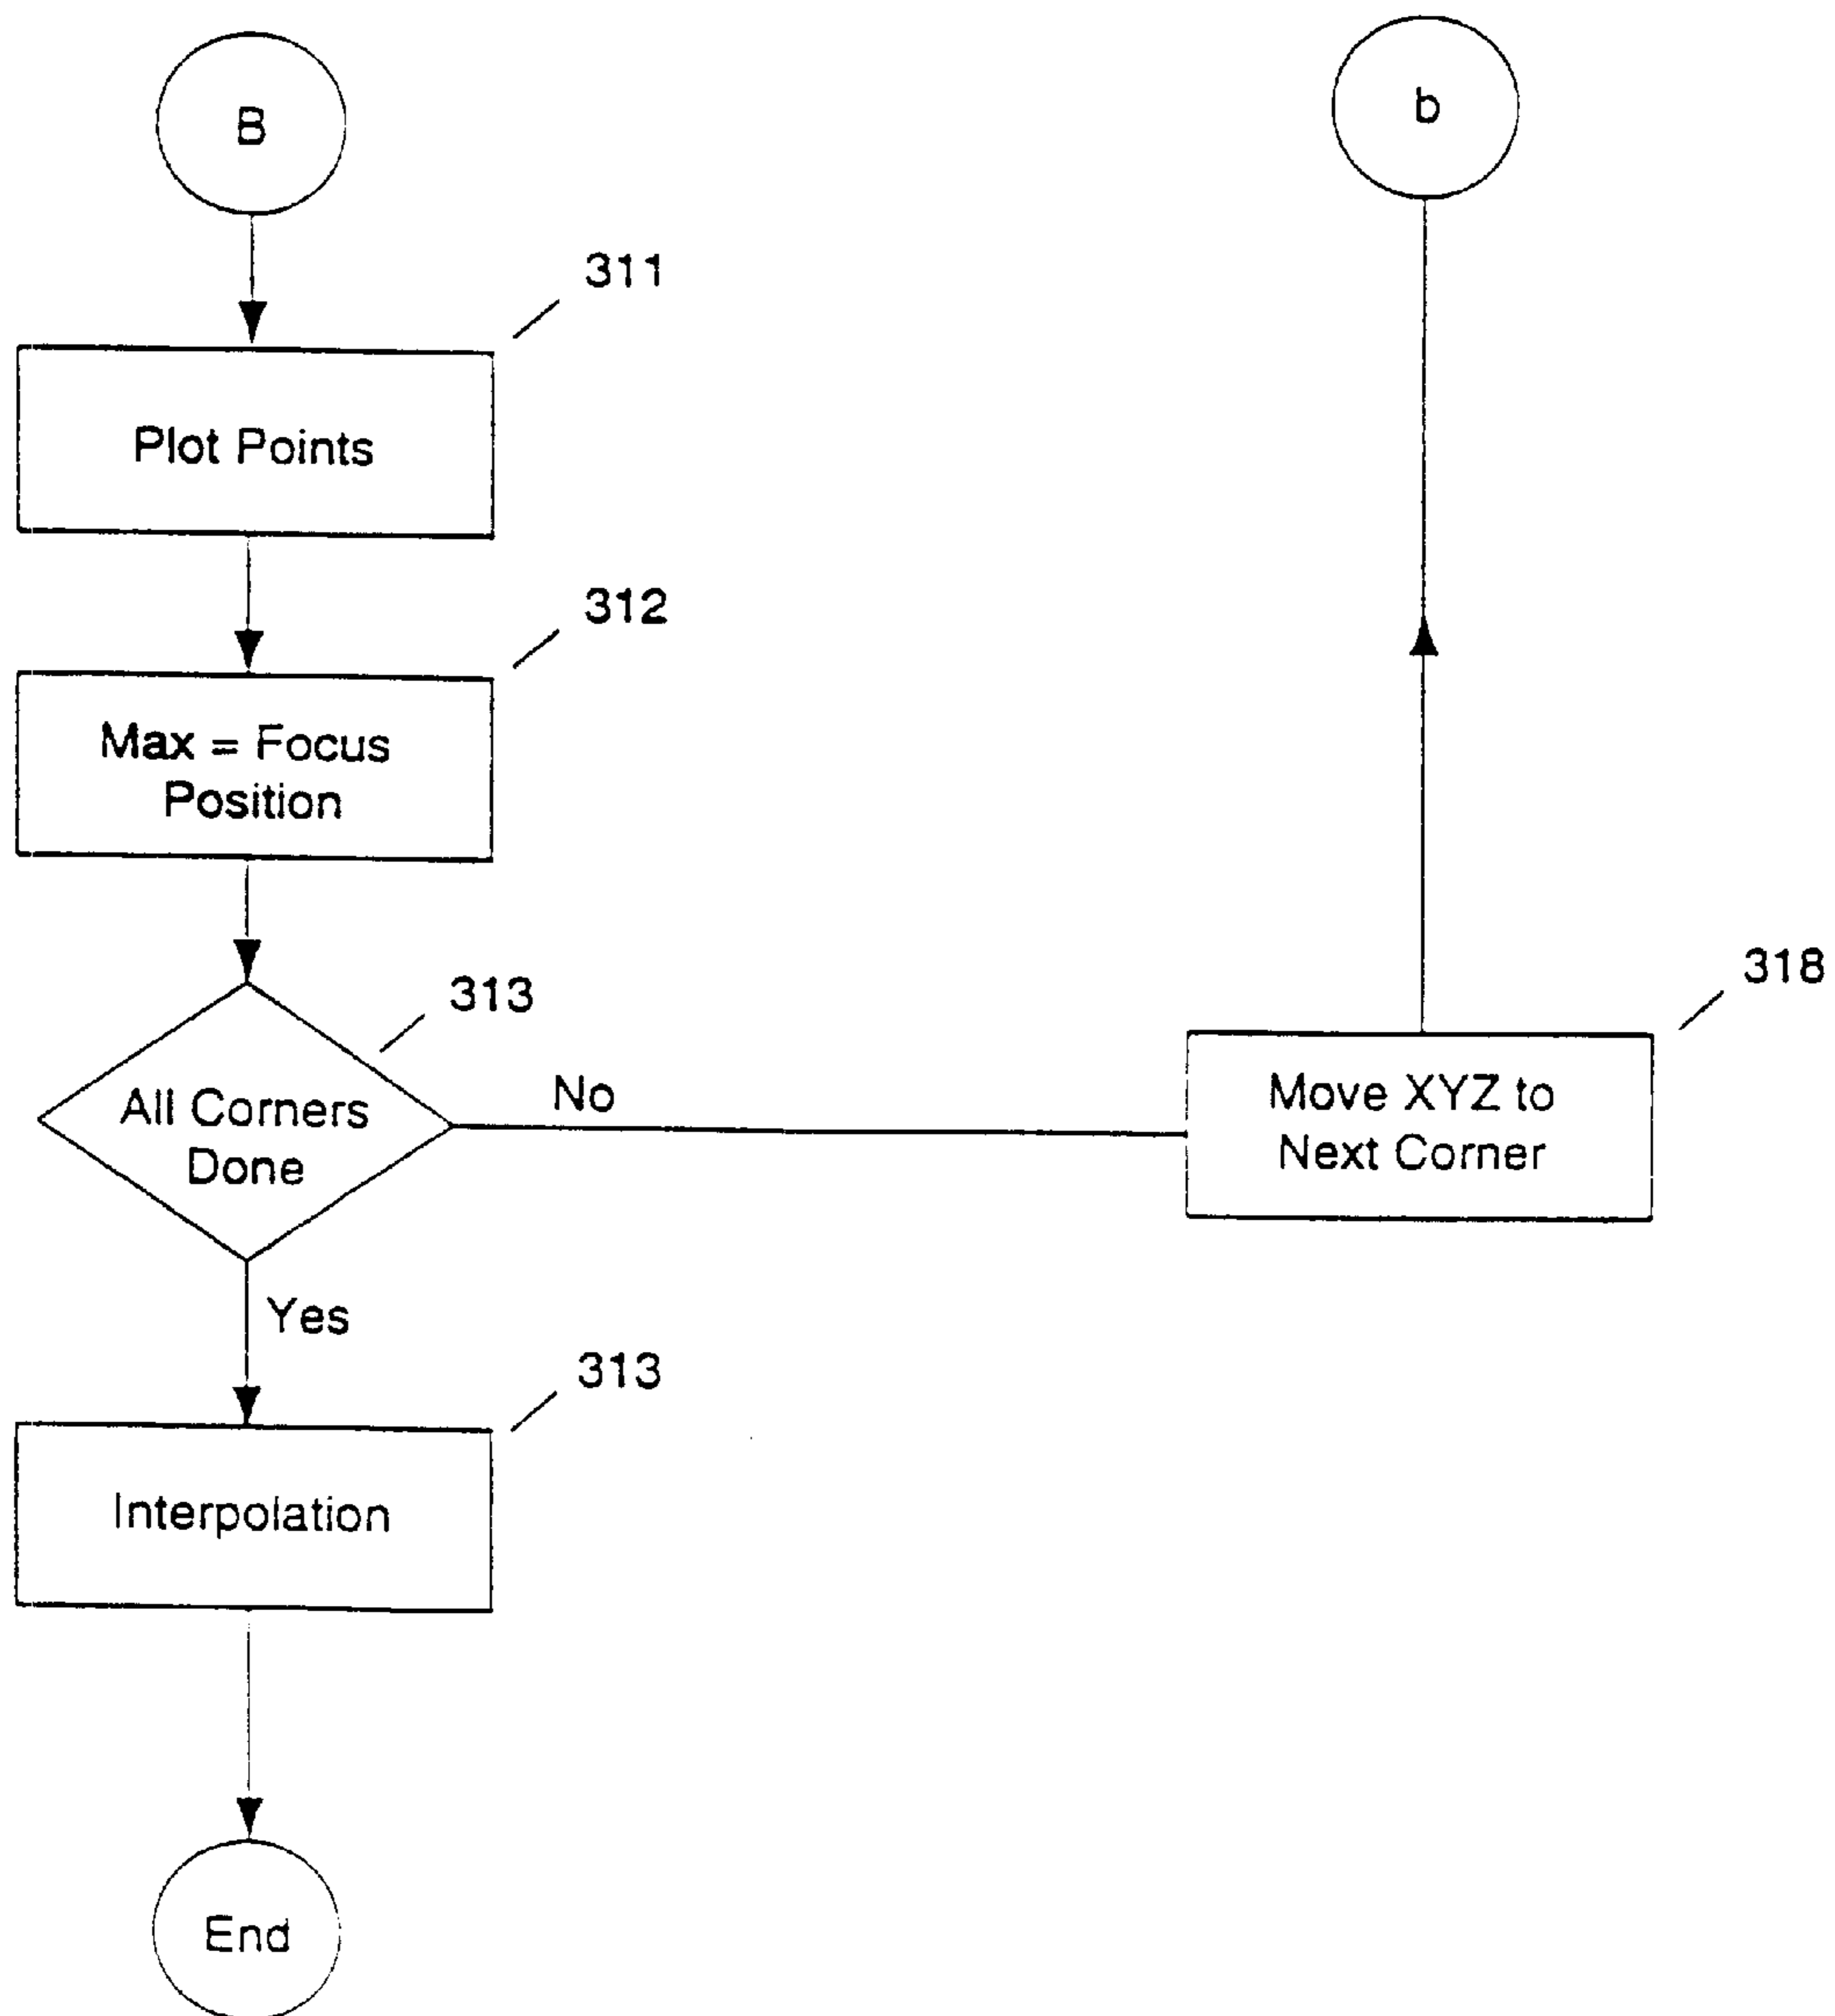 B
b
311
Plot Points
312
Max = Focus
Position
313
All Corners
Done
No
318
Move XYZ to
Next Corner
Yes
313
Interpolation
End